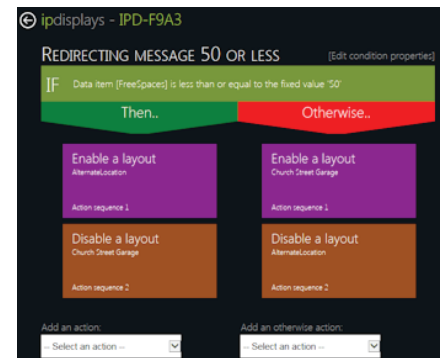 ipdisplays - IPD-F9A3
REDIRECTING MESSAGE 50 OR LESS
[Edit condition properties]
IF Data item [FreeSpaces] is less than or equal to the fixed value '50'
Then..
Otherwise..
Enable a layout
AlternateLocation
Action sequence 1
Enable a layout
Church Street Garage
Action sequence 1
Disable a layout
Church Street Garage
Action sequence 2
Disable a layout
AlternateLocation
Action sequence 2
Add an action:
-- Select an action --
Add an otherwise action:
-- Select an action --